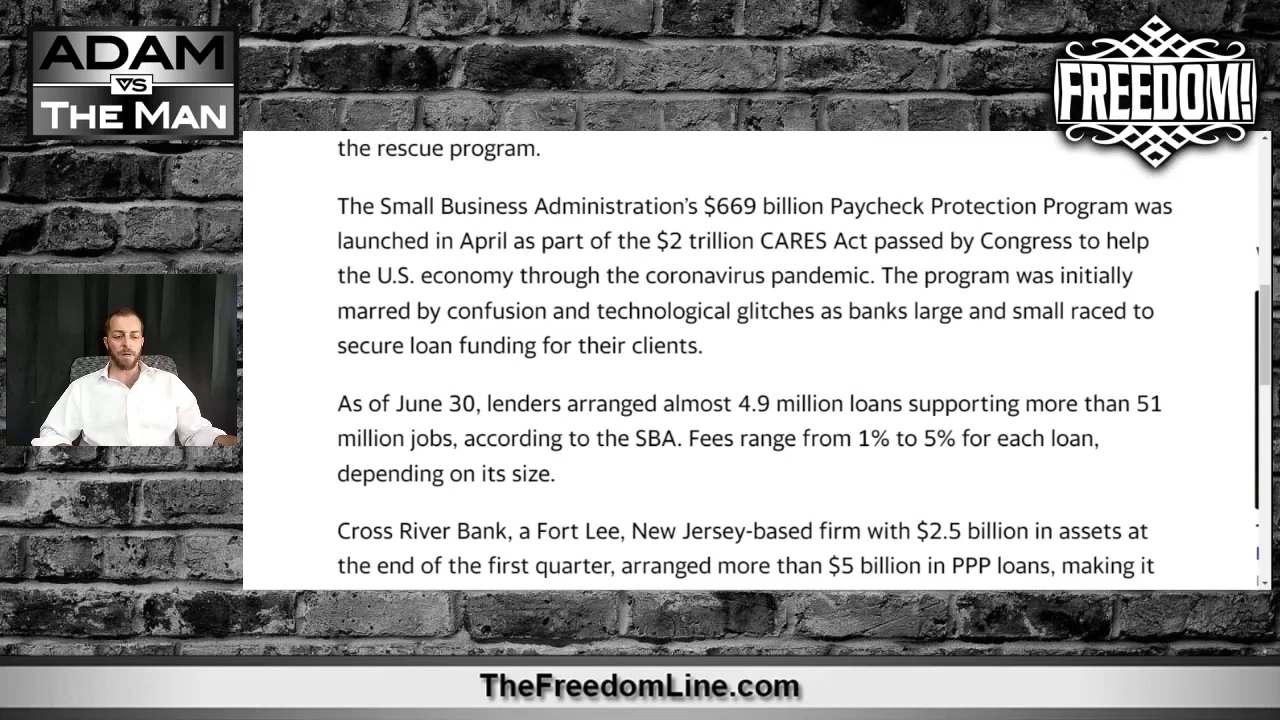 ADAM
VS
THE MAN
FREEDOM!
the rescue program.
The Small Business Administration's $669 billion Paycheck Protection Program was
launched in April as part of the $2 trillion CARES Act passed by Congress to help
the U.S. economy through the coronavirus pandemic. The program was initially
marred by confusion and technological glitches as banks large and small raced to
secure loan funding for their clients.
As of June 30, lenders arranged almost 4.9 million loans supporting more than 51
million jobs, according to the SBA. Fees range from 1% to 5% for each loan,
depending on its size.
Cross River Bank, a Fort Lee, New Jersey-based firm with $2.5 billion in assets at
the end of the first quarter, arranged more than $5 billion in PPP loans, making it
TheFreedomLine.com